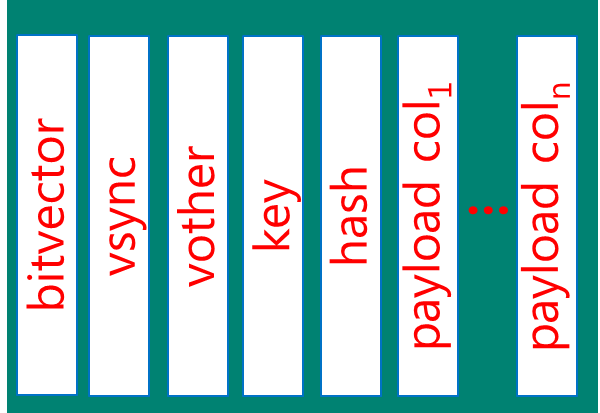 bitvector
vsync
vother
key
hash
payload col₁
...
payload colₙ